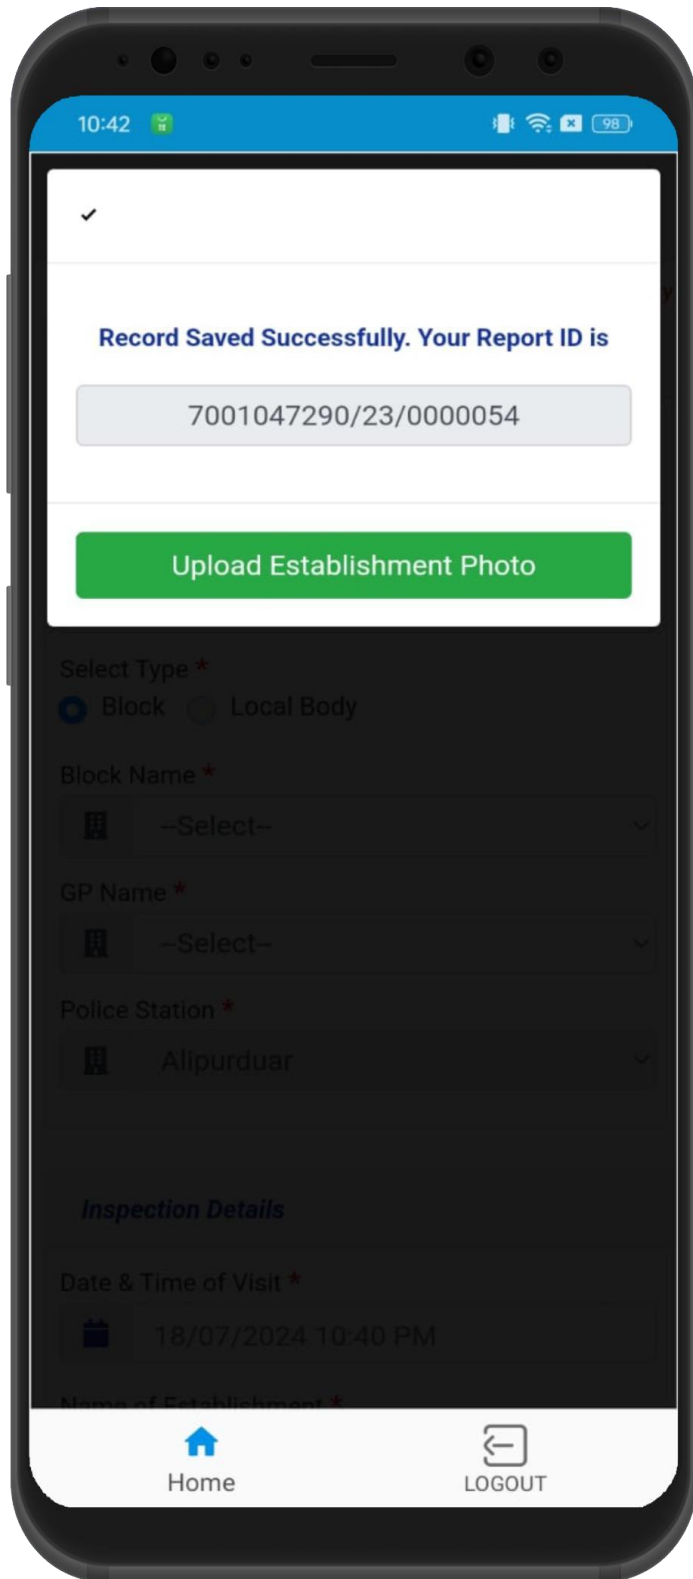 10:42
98
Record Saved Successfully. Your Report ID is
7001047290/23/0000054
Upload Establishment Photo
Select Type *
Block Local Body
Block Name *
--Select--
GP Name *
--Select--
Police Station *
Alipurduar
Inspection Details
Date & Time of Visit *
18/07/2024 10:40 PM
Name of Establishment *
Home LOGOUT